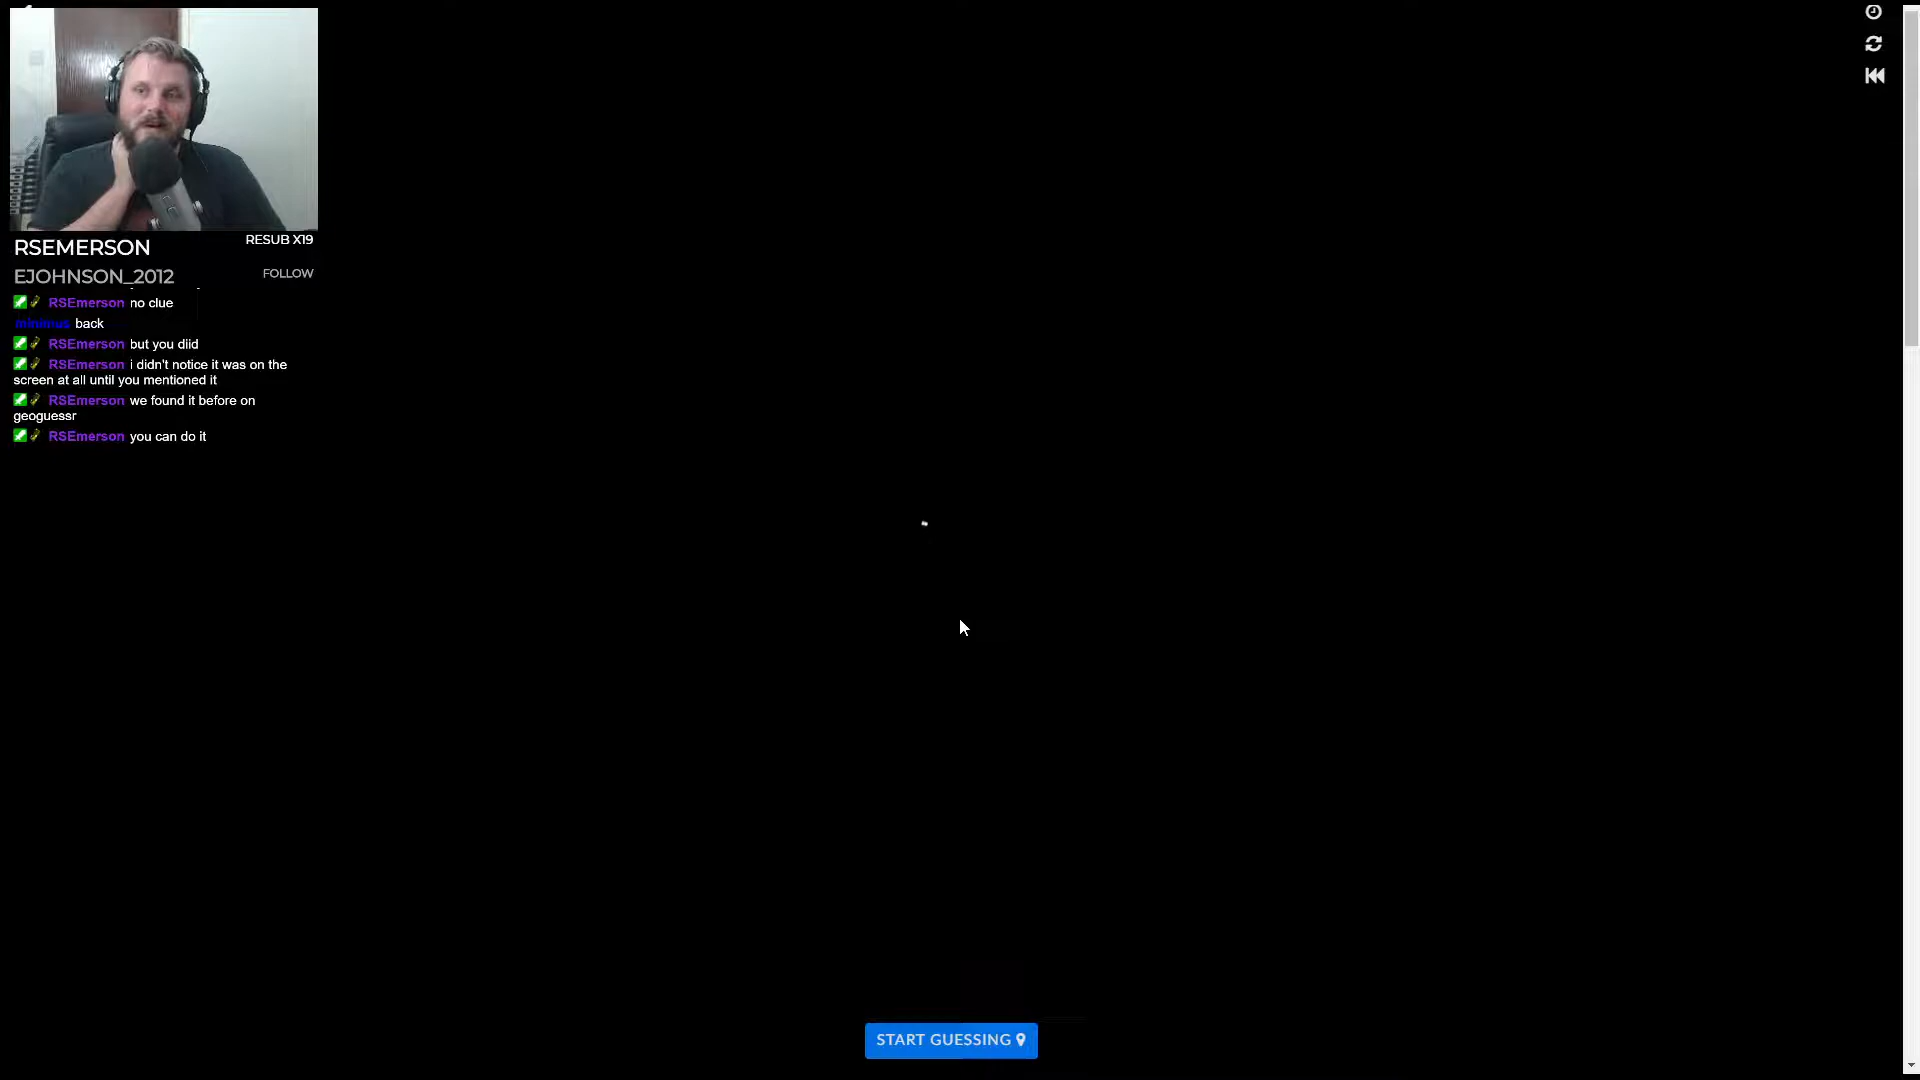 RSEMERSON RESUB X19
EJOHNSON_2012 FOLLOW
RSEmerson no clue
minimus back
RSEmerson but you diid
RSEmerson i didn't notice it was on the
screen at all until you mentioned it
RSEmerson we found it before on
geoguessr
RSEmerson you can do it
START GUESSING